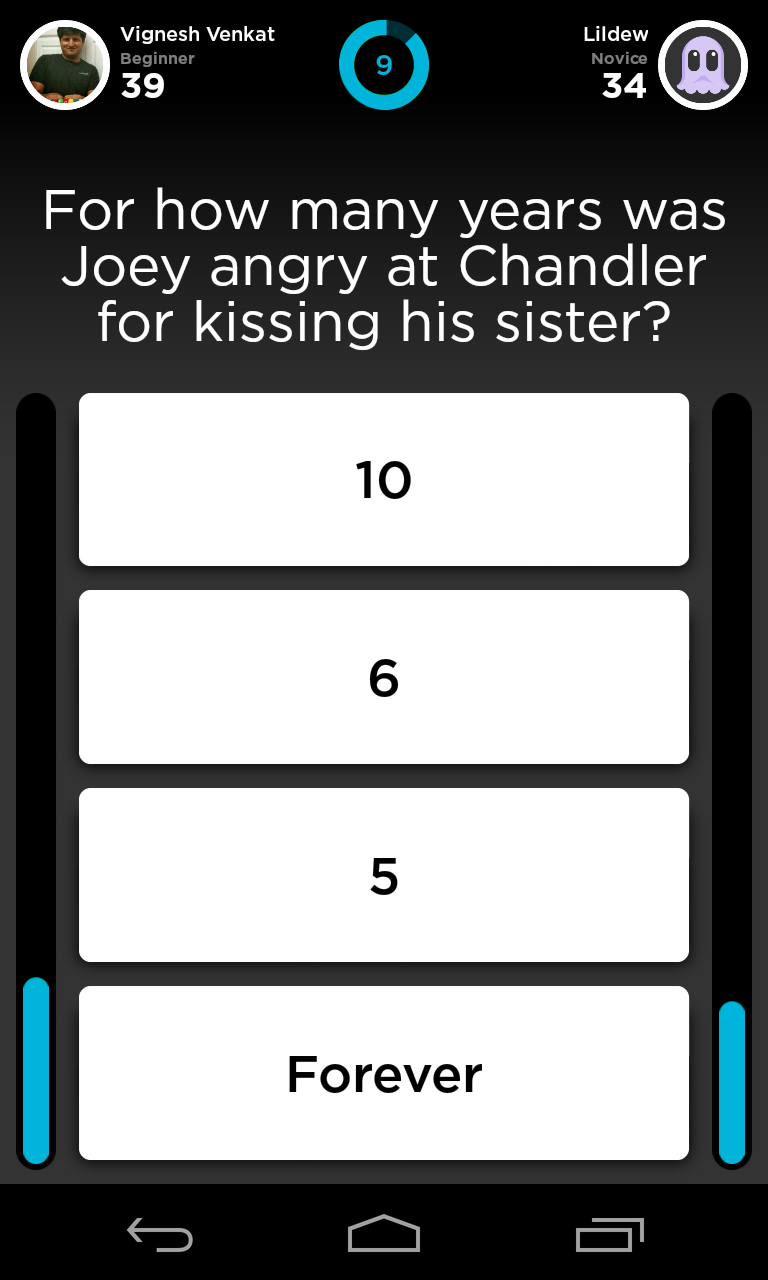 Vignesh Venkat
Beginner
39
9
Lildew
Novice
34
For how many years was
Joey angry at Chandler
for kissing his sister?
10
6
5
Forever